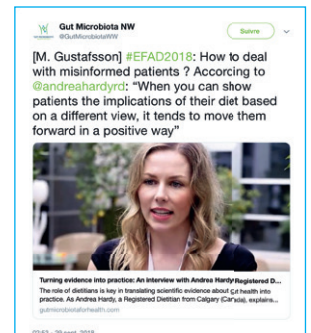 Gut Microbiota NW
@GutMicrobiotaWW
Suivre
[M. Gustafsson] #EFAD2018: How to deal
with misinformed patients ? According to
@andreahardyrd: “When you can show
patients the implications of their diet based
on a different view, it tends to move them
forward in a positive way”
Turning evidence into practice: An interview with Andrea Hardy Registered D...
The role of dietitians is key in translating scientific evidence about gut health into
practice. As Andrea Hardy, a Registered Dietitian from Calgary (Canada), explains...
gutmicrobiotaforhealth.com